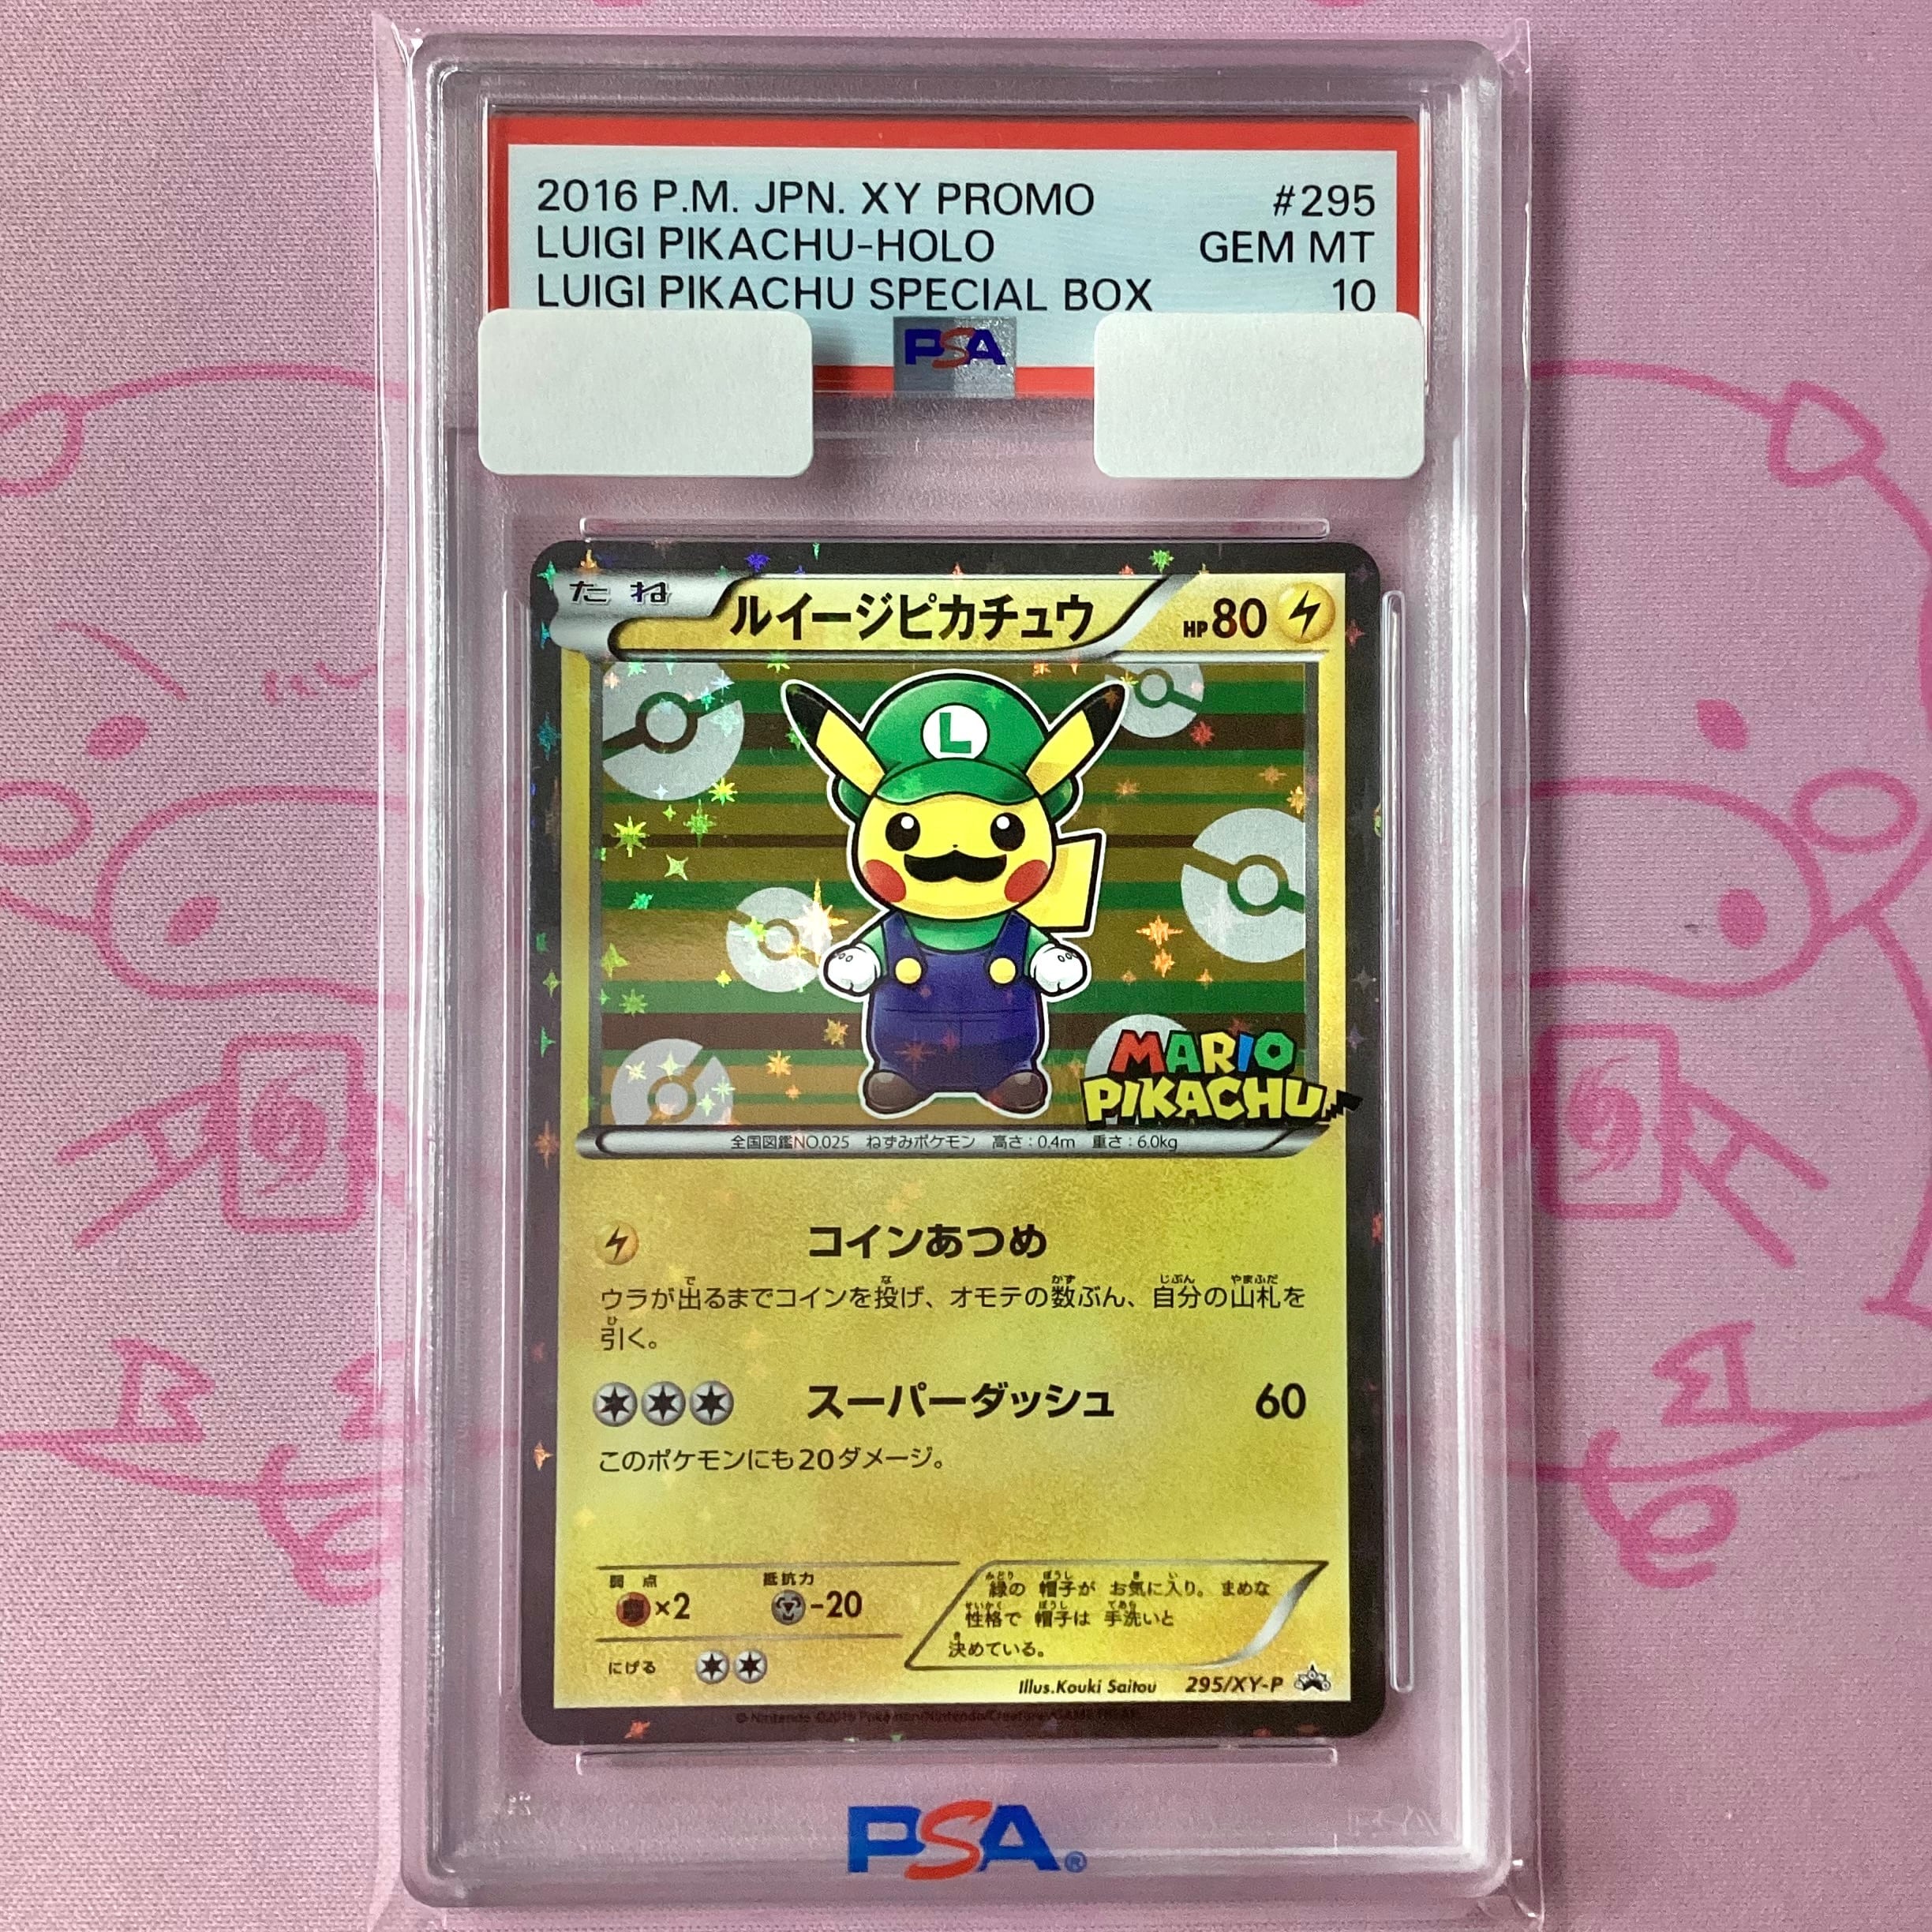 2016 P.M. JPN. XY PROMO #295
LUIGI PIKACHU-HOLO GEM MT
LUIGI PIKACHU SPECIAL BOX 10
PSA
たね ルイージピカチュウ HP80
L
MARIO
PIKACHU
全国図鑑NO.025 ねずみポケモン 高さ:0.4m 重さ:6.0kg
コインあつめ
ウラが出るまでコインを投げ、オモテの数ぶん、自分の山札を
引く。
スーパーダッシュ 60
このポケモンにも20ダメージ。
弱点 抵抗力
×2 -20
にげる
緑の 帽子が お気に入り。 まめな
性格で 帽子は 手洗いと
決めている。
Illus.Kouki Saitou 295/XY-P
PSA®